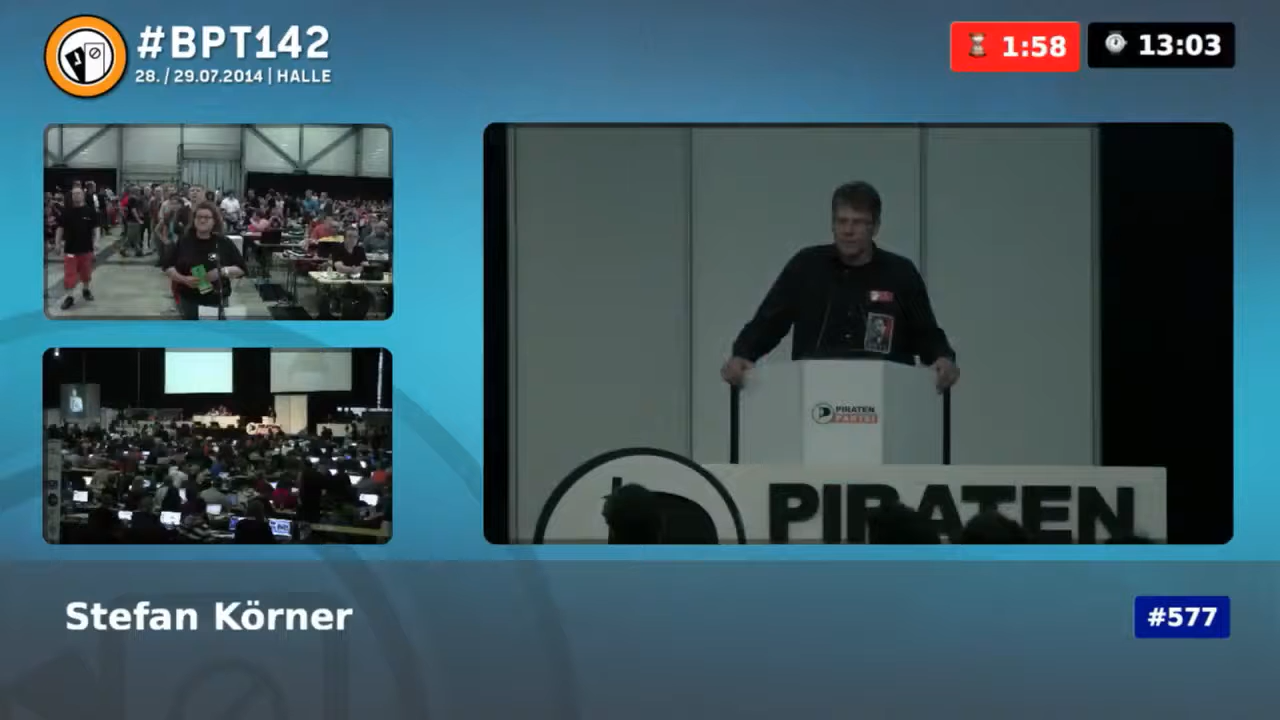 #BPT142
28. / 29.07.2014 | HALLE
1:58
13:03
PIRATEN
PARTEI
PIRATEN
Stefan Körner
#577